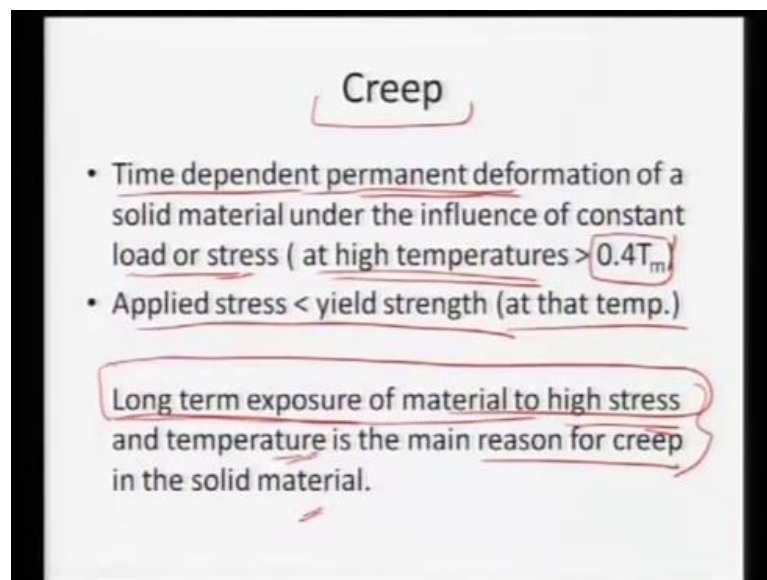 Creep
• Time dependent permanent deformation of a
solid material under the influence of constant
load or stress ( at high temperatures > 0.4Tm)
• Applied stress < yield strength (at that temp.)
Long term exposure of material to high stress
and temperature is the main reason for creep
in the solid material.